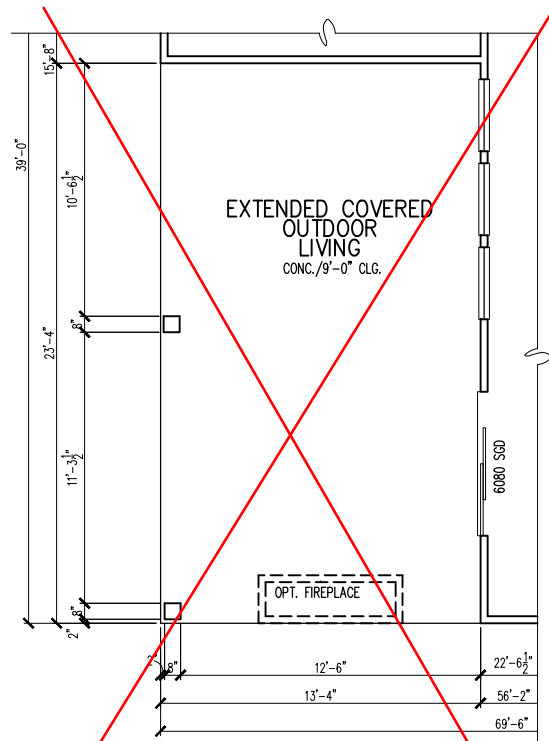 15'-8"
39'-0"
10'-6½"
EXTENDED COVERED
OUTDOOR
LIVING
CONC./9'-0" CLG.
8"
23'-4"
11'-3½"
6080 SGD
OPT. FIREPLACE
8"
2"
2"
8"
12'-6"
22'-6½"
13'-4"
56'-2"
69'-6"